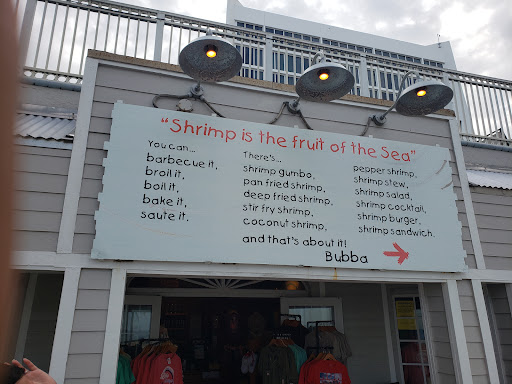 "Shrimp is the fruit of the Sea"
You can...
barbecue it,
broil it,
boil it,
bake it,
saute it.
There's...
shrimp gumbo,
pan fried shrimp,
deep fried shrimp,
stir fry shrimp,
coconut shrimp,
pepper shrimp,
shrimp stew,
shrimp salad,
shrimp cocktail,
shrimp burger,
shrimp sandwich.
and that's about it!
Bubba